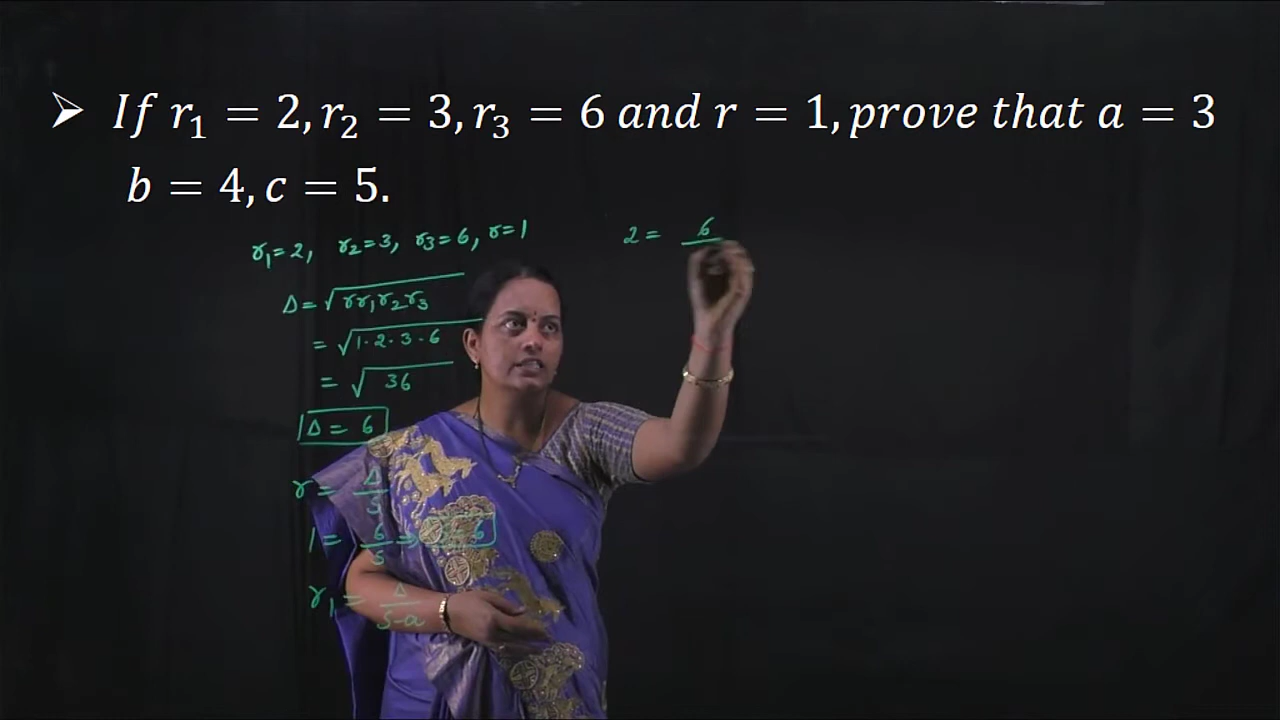 ➢ If r₁ = 2, r₂ = 3, r₃ = 6 and r = 1, prove that a = 3
b = 4, c = 5.
r₁ = 2, r₂ = 3, r₃ = 6, r = 1
Δ = √rr₁r₂r₃
= √1·2·3·6
= √36
Δ = 6
r = Δ/S
1 = 6/S ⇒ = 6
r₁ = Δ/S-a
2 = 6